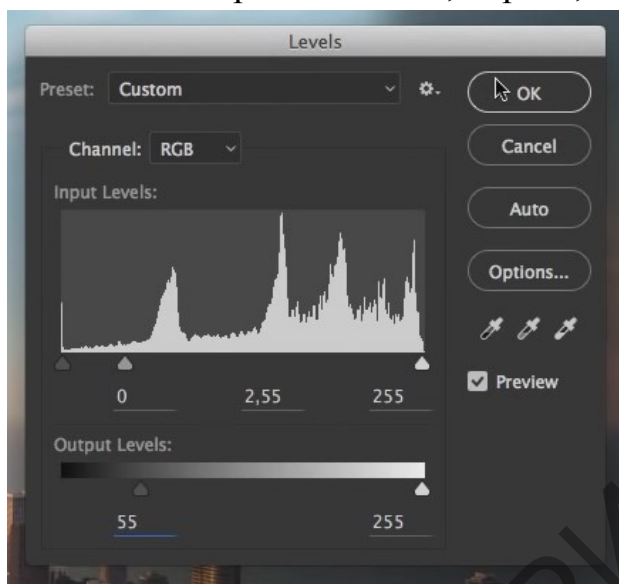 Levels
Preset: Custom
OK
Channel: RGB
Cancel
Input Levels:
Auto
Options...
0 2,55 255
Preview
Output Levels:
55 255